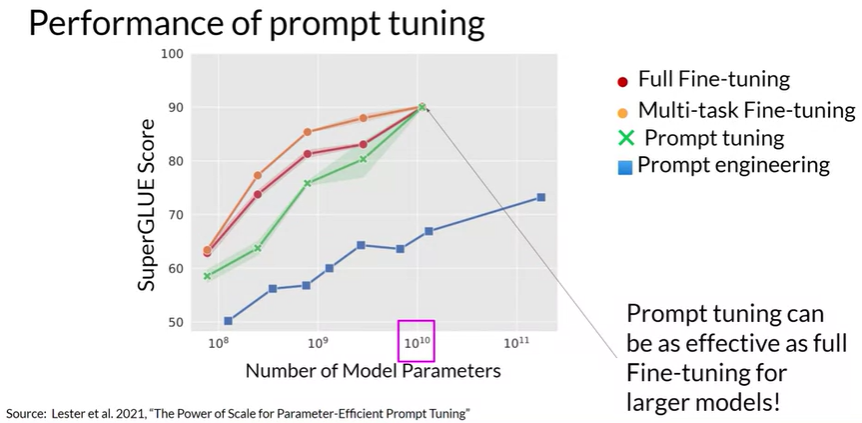 Performance of prompt tuning
100
90
80
70
60
50
SuperGLUE Score
10⁸
10⁹
10¹⁰
10¹¹
Number of Model Parameters
Full Fine-tuning
Multi-task Fine-tuning
Prompt tuning
Prompt engineering
Prompt tuning can
be as effective as full
Fine-tuning for
larger models!
Source: Lester et al. 2021, “The Power of Scale for Parameter-Efficient Prompt Tuning”